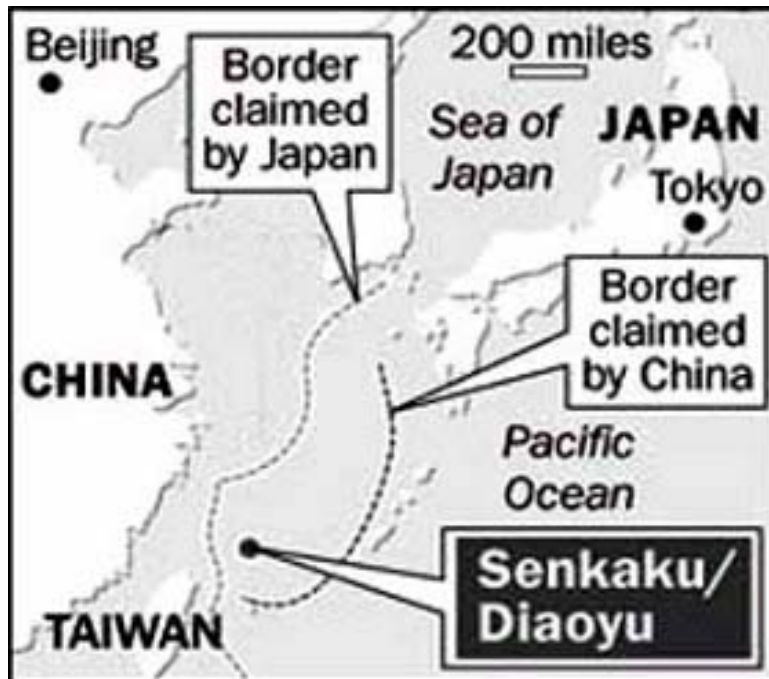 Beijing
Border
claimed
by Japan
200 miles
Sea of
Japan
JAPAN
Tokyo
Border
claimed
by China
CHINA
Pacific
Ocean
Senkaku/
Diaoyu
TAIWAN